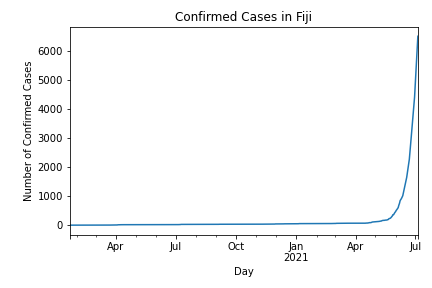 Confirmed Cases in Fiji
Number of Confirmed Cases
6000
5000
4000
3000
2000
1000
0
Apr
Jul
Oct
Jan
2021
Apr
Jul
Day